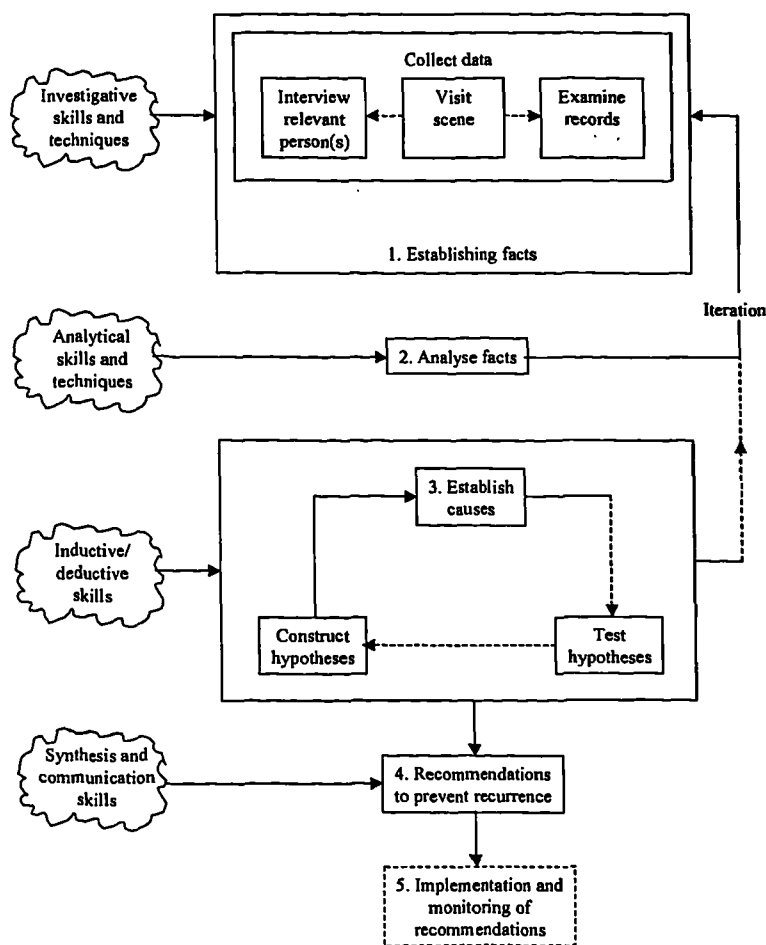 Collect data
Investigative
skills and
techniques
Interview
relevant
person(s)
Visit
scene
Examine
records
1. Establishing facts
Iteration
Analytical
skills and
techniques
2. Analyse facts
3. Establish
causes
Inductive/
deductive
skills
Construct
hypotheses
Test
hypotheses
Synthesis and
communication
skills
4. Recommendations
to prevent recurrence
5. Implementation and
monitoring of
recommendations